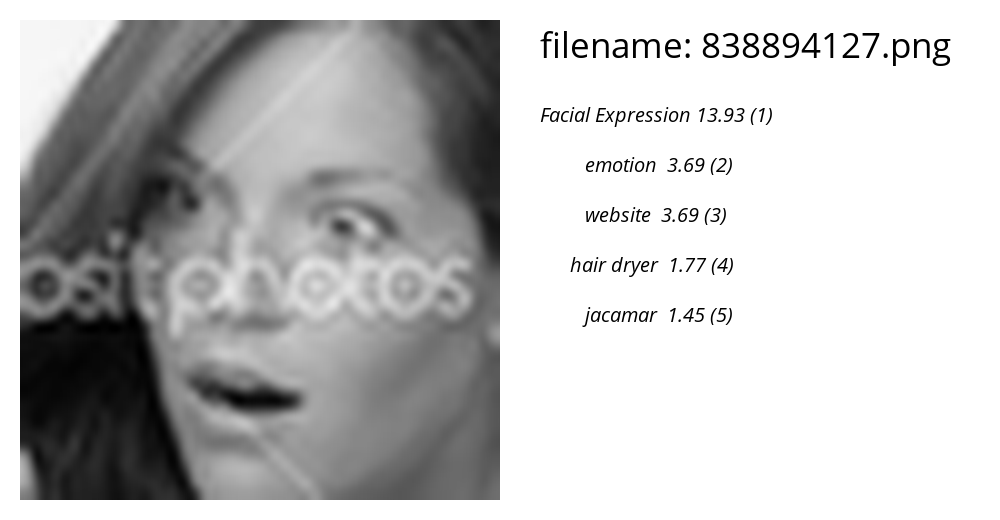 filename: 838894127.png
Facial Expression 13.93 (1)
emotion 3.69 (2)
website 3.69 (3)
hair dryer 1.77 (4)
jacamar 1.45 (5)
ositphotos